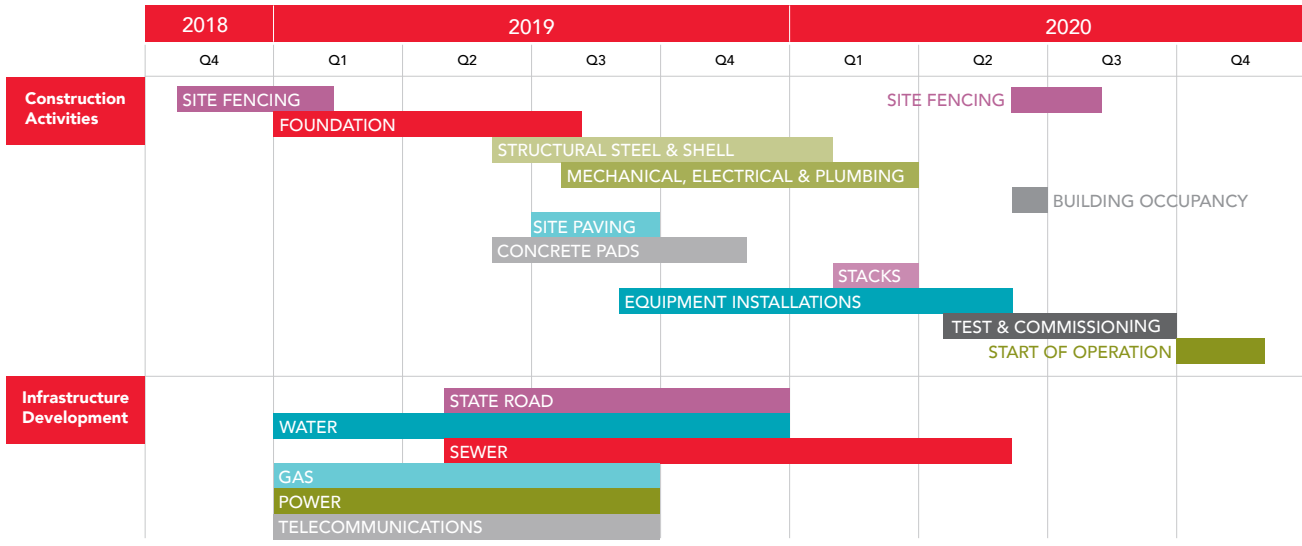 2018 2019 2020
Q4 Q1 Q2 Q3 Q4 Q1 Q2 Q3 Q4
Construction
Activities
SITE FENCING SITE FENCING
FOUNDATION
STRUCTURAL STEEL & SHELL
MECHANICAL, ELECTRICAL & PLUMBING
BUILDING OCCUPANCY
SITE PAVING
CONCRETE PADS
STACKS
EQUIPMENT INSTALLATIONS
TEST & COMMISSIONING
START OF OPERATION
Infrastructure
Development
STATE ROAD
WATER
SEWER
GAS
POWER
TELECOMMUNICATIONS